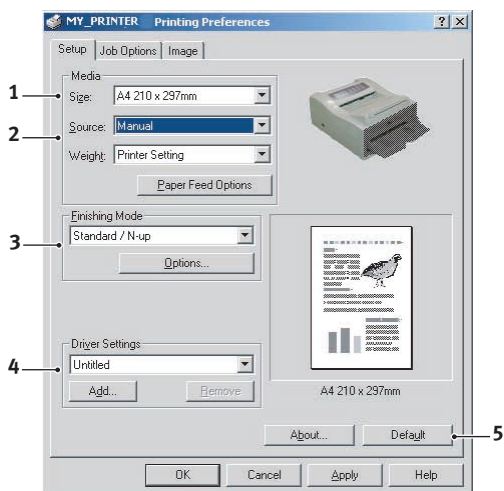 MY_PRINTER Printing Preferences
Setup Job Options Image
Media
1
Size: A4 210 x 297mm
2
Source: Manual
Weight: Printer Setting
Paper Feed Options
Finishing Mode
3
Standard / N-up
Options...
Driver Settings
4
Untitled
Add... Remove
A4 210 x 297mm
About... Default
5
OK Cancel Apply Help